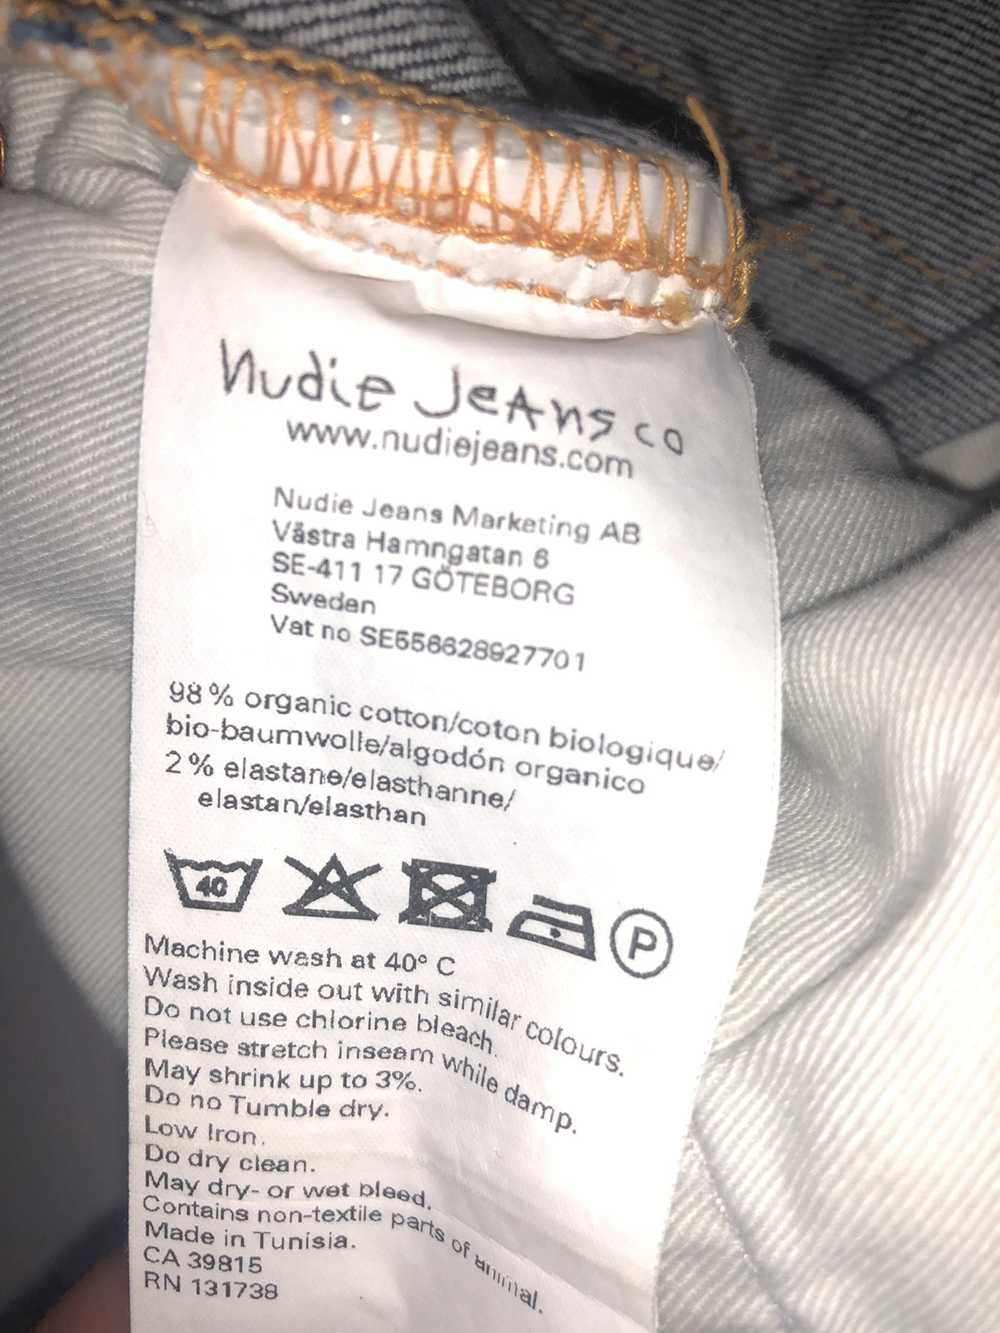 nudie Jeans co
www.nudiejeans.com
Nudie Jeans Marketing AB
Västra Hamngatan 6
SE-411 17 GÖTEBORG
Sweden
Vat no SE556628927701
98 % organic cotton/coton biologique/
bio-baumwolle/algodón organico
2 % elastane/elasthanne/
elastan/elasthan
40
P
Machine wash at 40° C
Wash inside out with similar colours.
Do not use chlorine bleach.
Please stretch inseam while damp.
May shrink up to 3%.
Do no Tumble dry.
Low Iron.
Do dry clean.
May dry- or wet bleed.
Contains non-textile parts of animal.
Made in Tunisia.
CA 39815
RN 131738